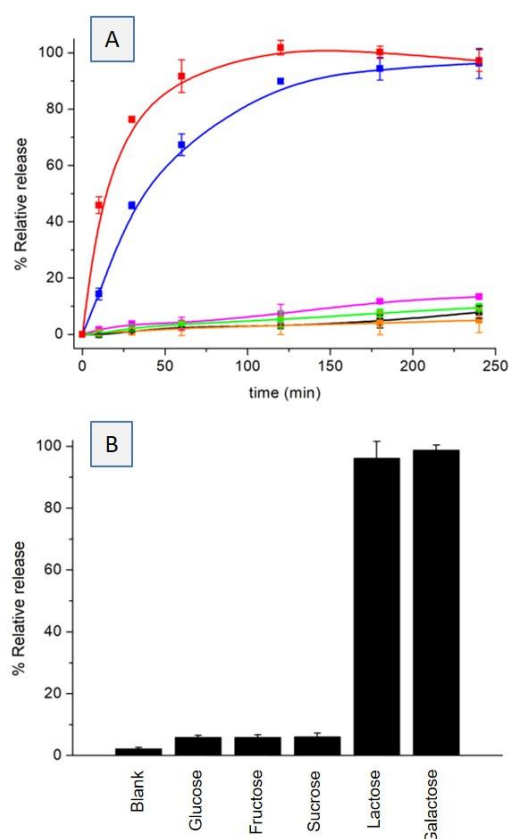 A
100
80
60
40
20
0
% Relative release
0 50 100 150 200 250
time (min)
B
100
80
60
40
20
0
% Relative release
Blank
Glucose
Fructose
Sucrose
Lactose
Galactose